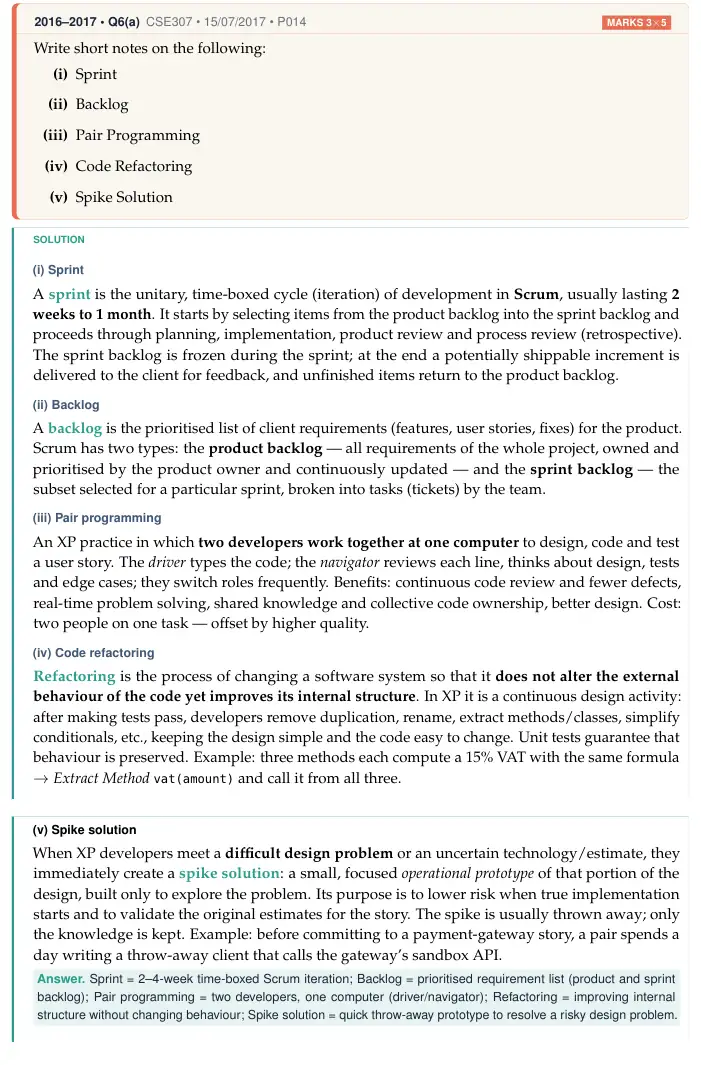 2016–2017 • Q6(a) CSE307 • 15/07/2017 • P014 MARKS 3×5
Write short notes on the following:
(i) Sprint
(ii) Backlog
(iii) Pair Programming
(iv) Code Refactoring
(v) Spike Solution
SOLUTION
(i) Sprint
A sprint is the unitary, time-boxed cycle (iteration) of development in Scrum, usually lasting 2
weeks to 1 month. It starts by selecting items from the product backlog into the sprint backlog and
proceeds through planning, implementation, product review and process review (retrospective).
The sprint backlog is frozen during the sprint; at the end a potentially shippable increment is
delivered to the client for feedback, and unfinished items return to the product backlog.
(ii) Backlog
A backlog is the prioritised list of client requirements (features, user stories, fixes) for the product.
Scrum has two types: the product backlog — all requirements of the whole project, owned and
prioritised by the product owner and continuously updated — and the sprint backlog — the
subset selected for a particular sprint, broken into tasks (tickets) by the team.
(iii) Pair programming
An XP practice in which two developers work together at one computer to design, code and test
a user story. The driver types the code; the navigator reviews each line, thinks about design, tests
and edge cases; they switch roles frequently. Benefits: continuous code review and fewer defects,
real-time problem solving, shared knowledge and collective code ownership, better design. Cost:
two people on one task — offset by higher quality.
(iv) Code refactoring
Refactoring is the process of changing a software system so that it does not alter the external
behaviour of the code yet improves its internal structure. In XP it is a continuous design activity:
after making tests pass, developers remove duplication, rename, extract methods/classes, simplify
conditionals, etc., keeping the design simple and the code easy to change. Unit tests guarantee that
behaviour is preserved. Example: three methods each compute a 15% VAT with the same formula
→ Extract Method vat(amount) and call it from all three.
(v) Spike solution
When XP developers meet a difficult design problem or an uncertain technology/estimate, they
immediately create a spike solution: a small, focused operational prototype of that portion of the
design, built only to explore the problem. Its purpose is to lower risk when true implementation
starts and to validate the original estimates for the story. The spike is usually thrown away; only
the knowledge is kept. Example: before committing to a payment-gateway story, a pair spends a
day writing a throw-away client that calls the gateway's sandbox API.
Answer. Sprint = 2–4-week time-boxed Scrum iteration; Backlog = prioritised requirement list (product and sprint
backlog); Pair programming = two developers, one computer (driver/navigator); Refactoring = improving internal
structure without changing behaviour; Spike solution = quick throw-away prototype to resolve a risky design problem.